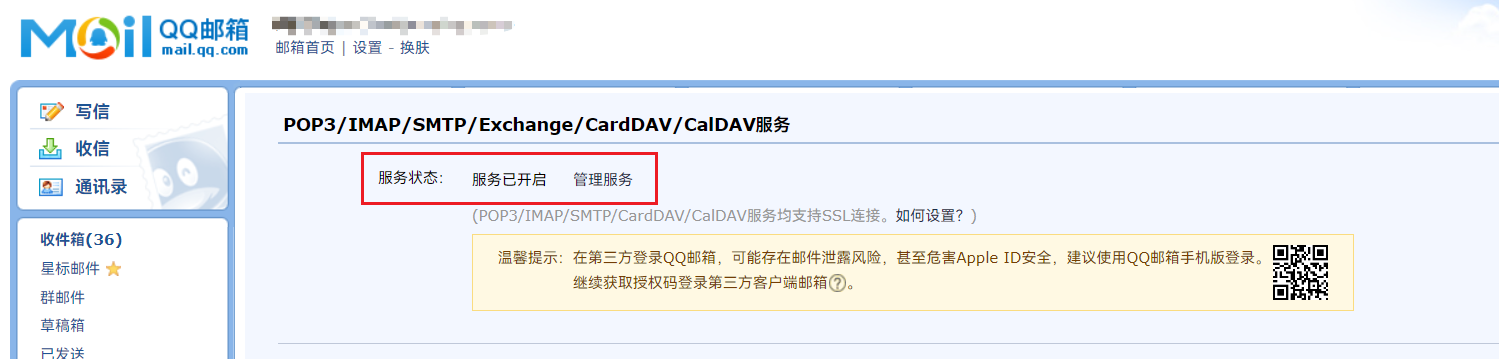 Mail QQ邮箱
mail.qq.com
邮箱首页 | 设置 - 换肤
写信
收信
通讯录
收件箱(36)
星标邮件
群邮件
草稿箱
已发送
POP3/IMAP/SMTP/Exchange/CardDAV/CalDAV服务
服务状态： 服务已开启 管理服务
(POP3/IMAP/SMTP/CardDAV/CalDAV服务均支持SSL连接。如何设置？)
温馨提示：在第三方登录QQ邮箱，可能存在邮件泄露风险，甚至危害Apple ID安全，建议使用QQ邮箱手机版登录。
继续获取授权码登录第三方客户端邮箱?。